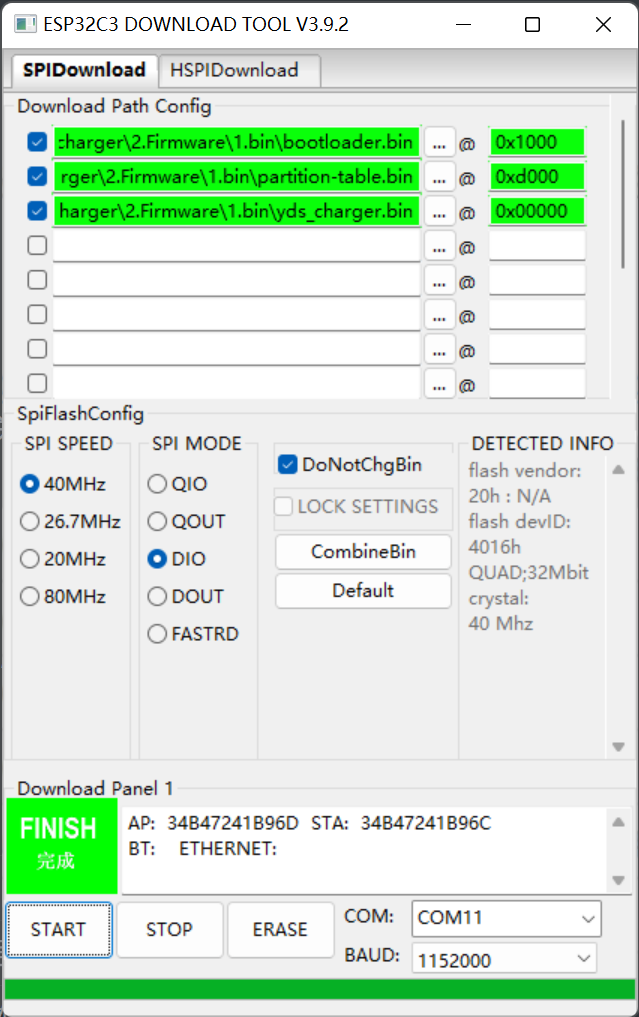 ESP32C3 DOWNLOAD TOOL V3.9.2
SPIDownload HSPIDownload
Download Path Config
charger\2.Firmware\1.bin\bootloader.bin ... @ 0x1000
rger\2.Firmware\1.bin\partition-table.bin ... @ 0xd000
harger\2.Firmware\1.bin\yds_charger.bin ... @ 0x00000
... @
... @
... @
... @
... @
SpiFlashConfig
SPI SPEED
40MHz
26.7MHz
20MHz
80MHz
SPI MODE
QIO
QOUT
DIO
DOUT
FASTRD
DoNotChgBin
LOCK SETTINGS
CombineBin
Default
DETECTED INFO
flash vendor:
20h : N/A
flash devID:
4016h
QUAD;32Mbit
crystal:
40 Mhz
Download Panel 1
FINISH
完成
AP: 34B47241B96D STA: 34B47241B96C
BT: ETHERNET:
START STOP ERASE
COM: COM11
BAUD: 1152000